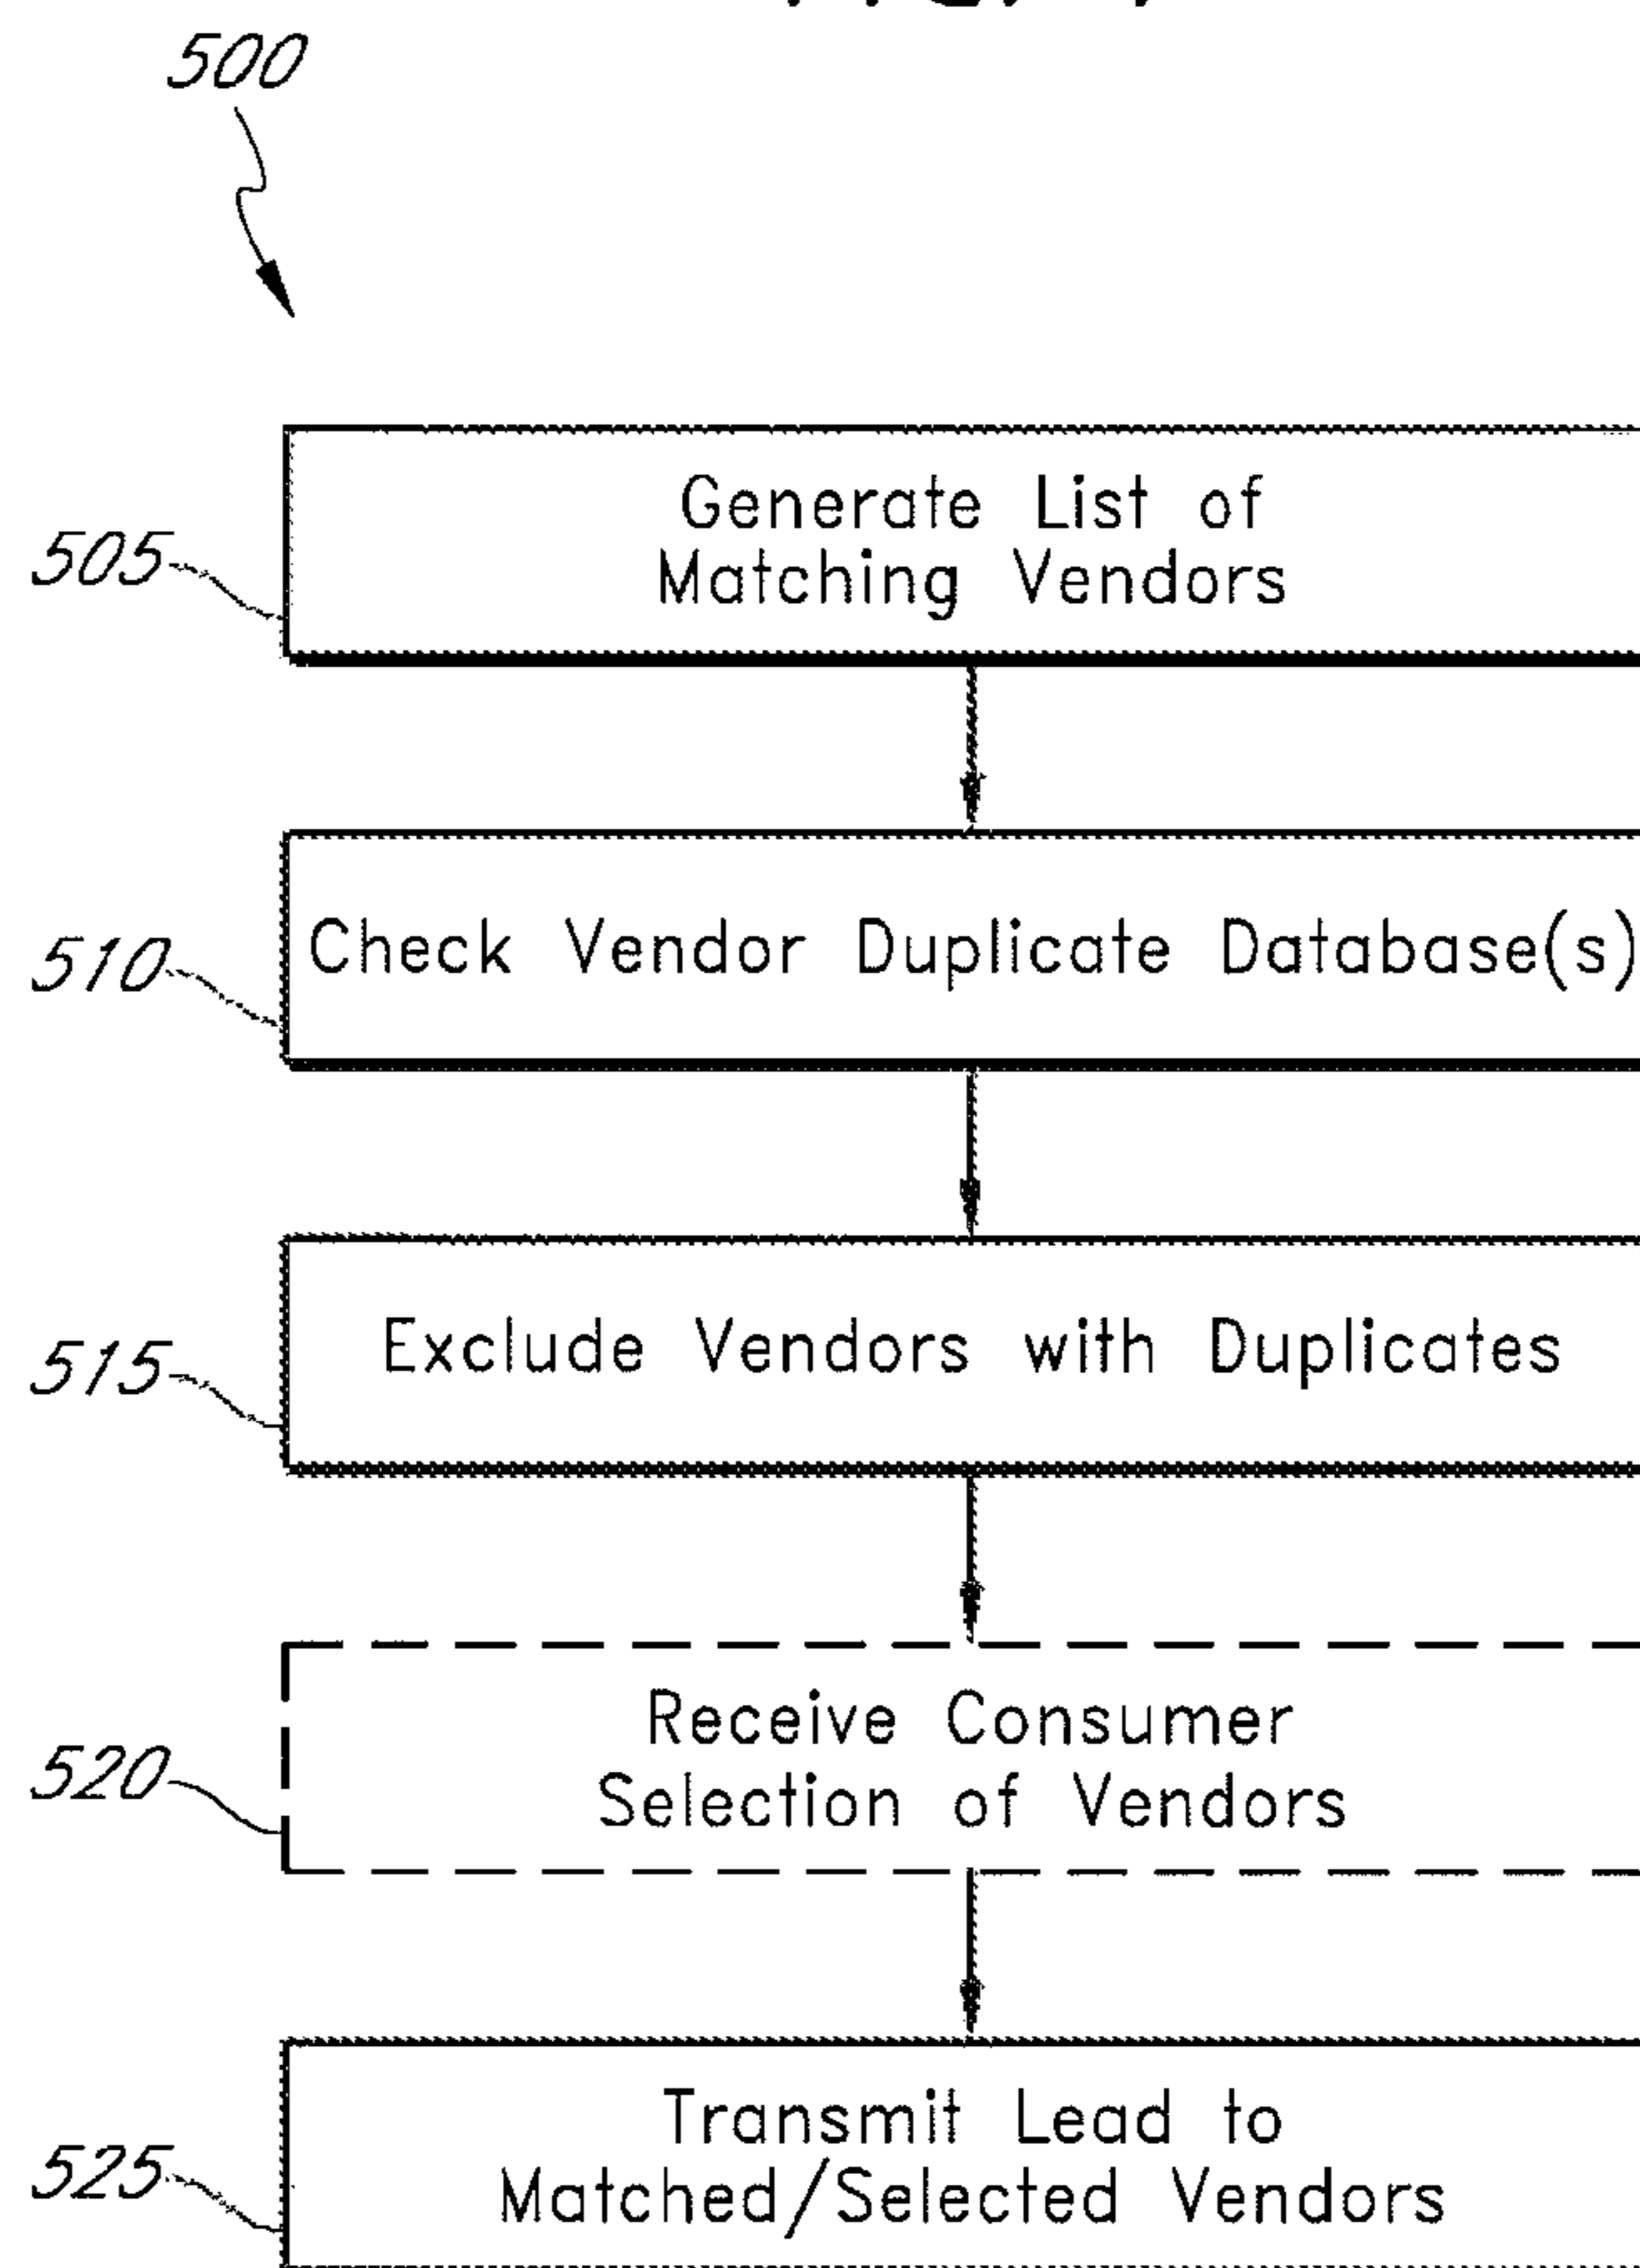 500
505
Generate List of
Matching Vendors
510
Check Vendor Duplicate Database(s)
515
Exclude Vendors with Duplicates
520
Receive Consumer
Selection of Vendors
525
Transmit Lead to
Matched/Selected Vendors